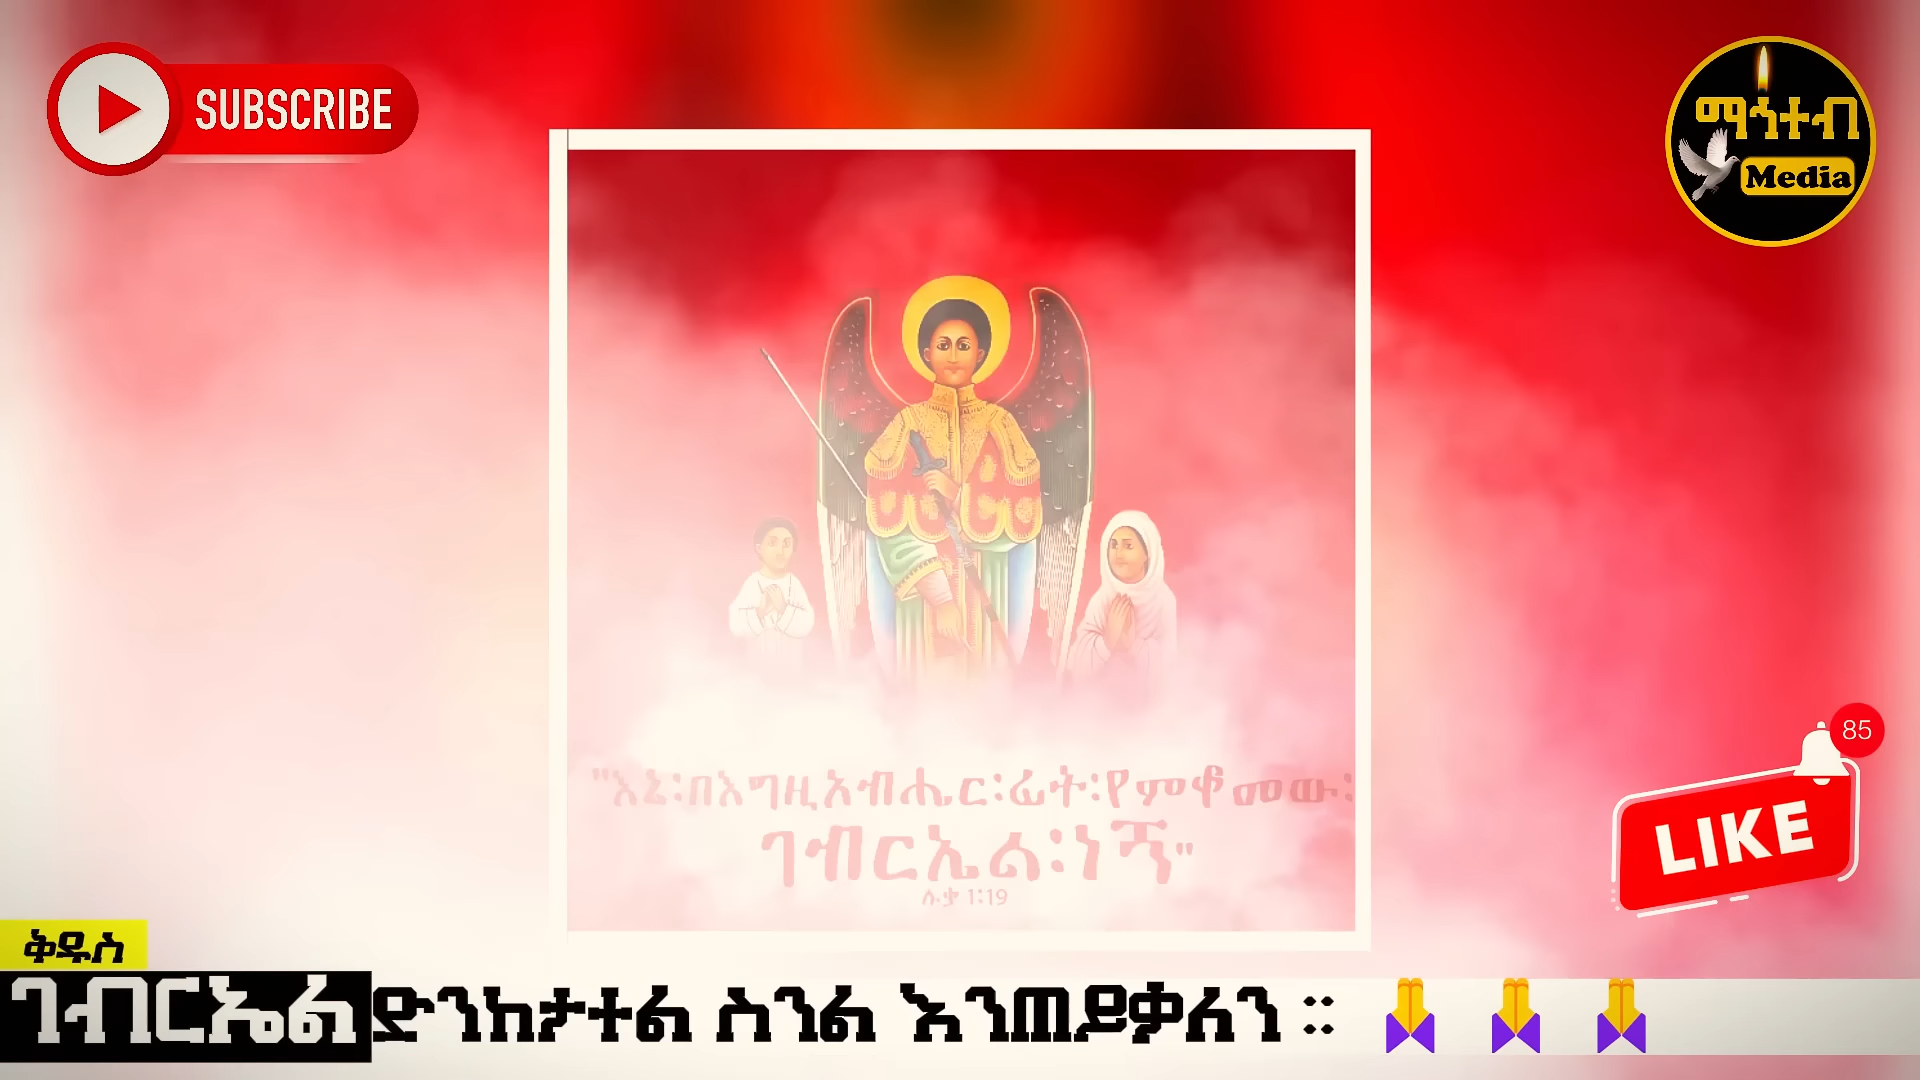 SUBSCRIBE
ማኅተብ
Media
"እኔ፡በእግዚአብሔር፡ፊት፡የምቆመው፡
ገብርኤል፡ነኝ"
ሉቃ 1:19
85
LIKE
ቅዱስ
ገብርኤል ድንከታተል ስንል እንጠይቃለን ።